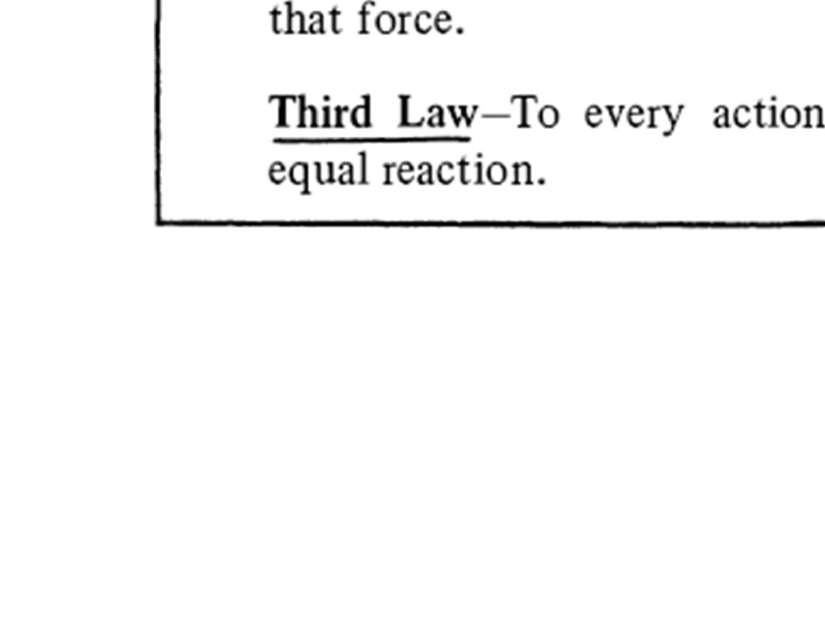 that force.
Third Law—To every action
equal reaction.